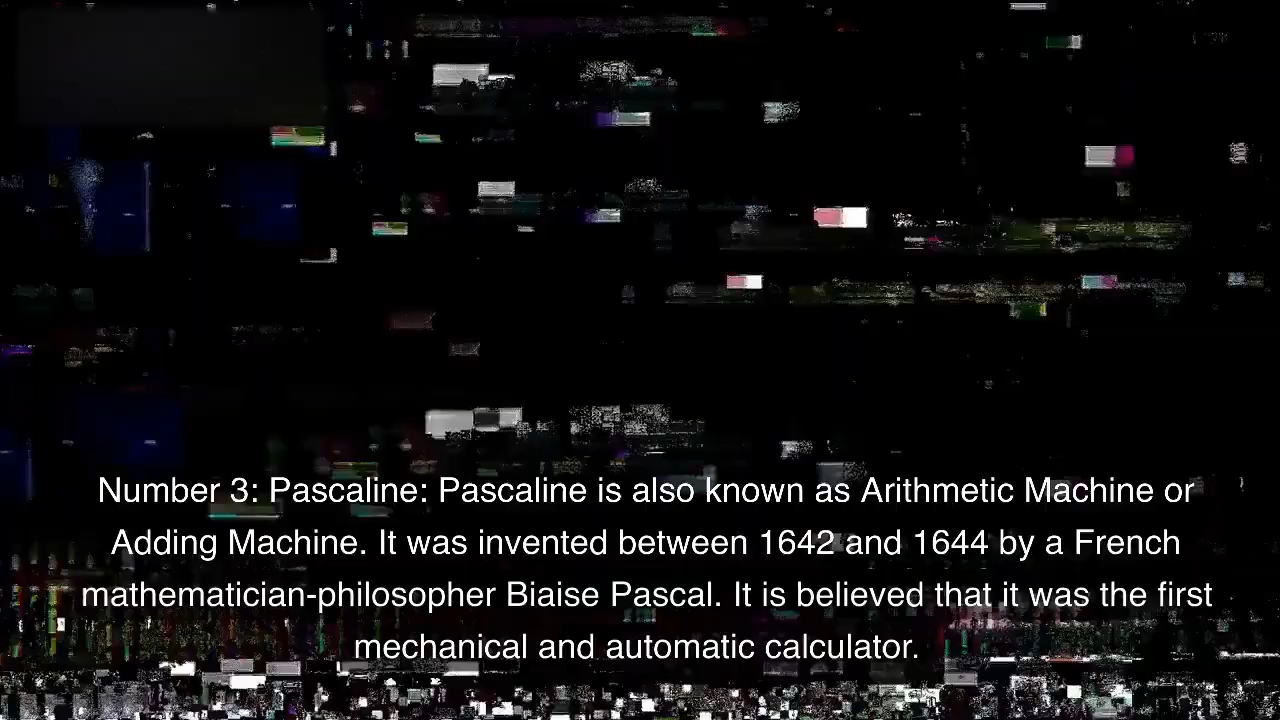 Number 3: Pascaline: Pascaline is also known as Arithmetic Machine or
Adding Machine. It was invented between 1642 and 1644 by a French
mathematician-philosopher Biaise Pascal. It is believed that it was the first
mechanical and automatic calculator.